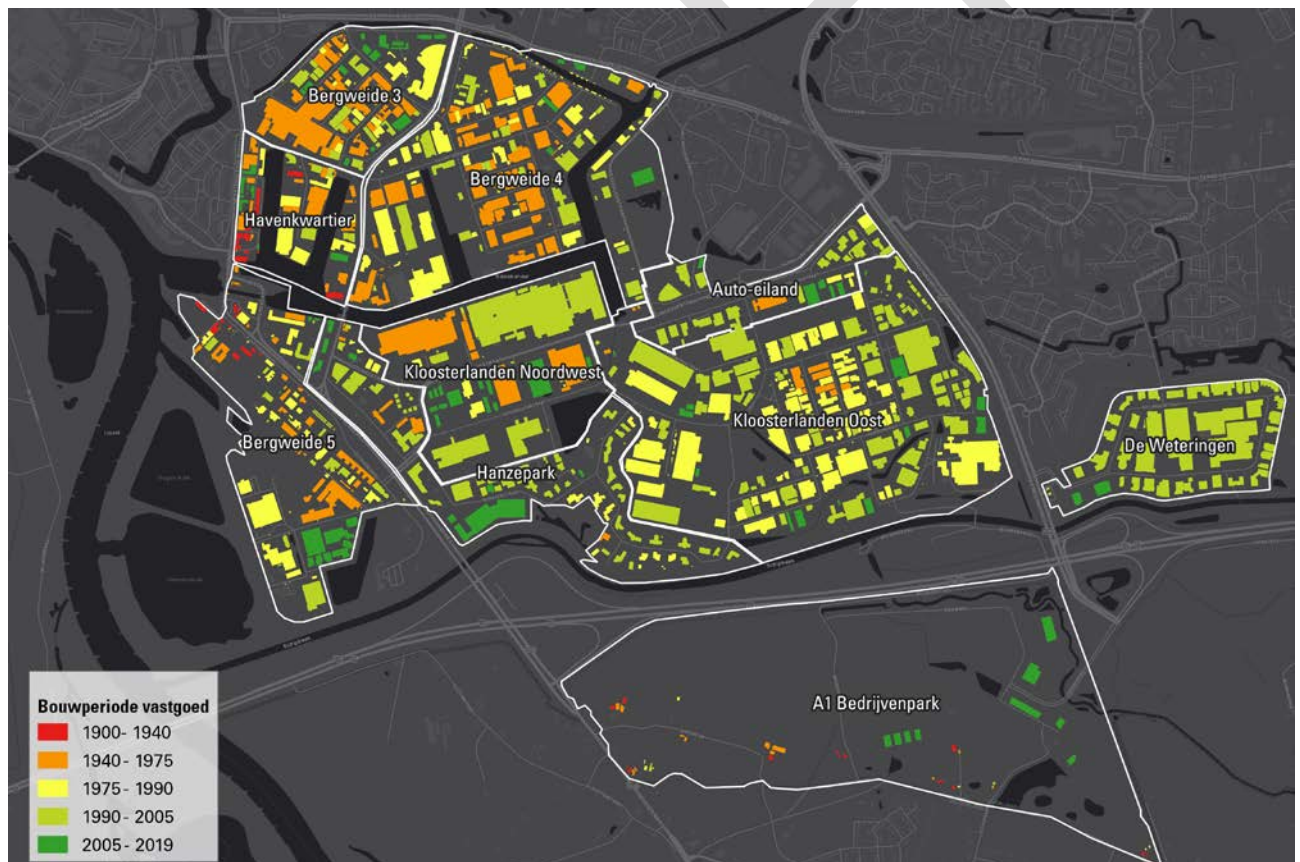 Bergweide 3
Bergweide 4
Havenkwartier
Auto-eiland
Kloosterlanden Noordwest
Kloosterlanden Oost
Bergweide 5
De Weteringen
Hanzepark
A1 Bedrijvenpark
Bouwperiode vastgoed
1900- 1940
1940- 1975
1975- 1990
1990- 2005
2005- 2019